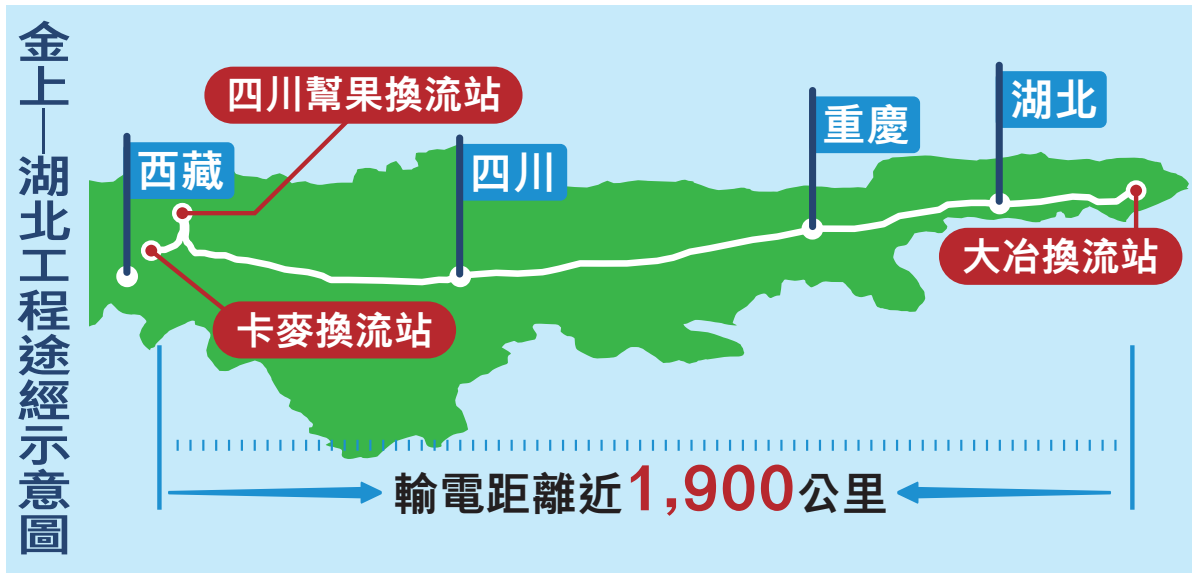 金上—湖北工程途經示意圖
四川幫果換流站
西藏
四川
重慶
湖北
大冶換流站
卡麥換流站
輸電距離近1,900公里